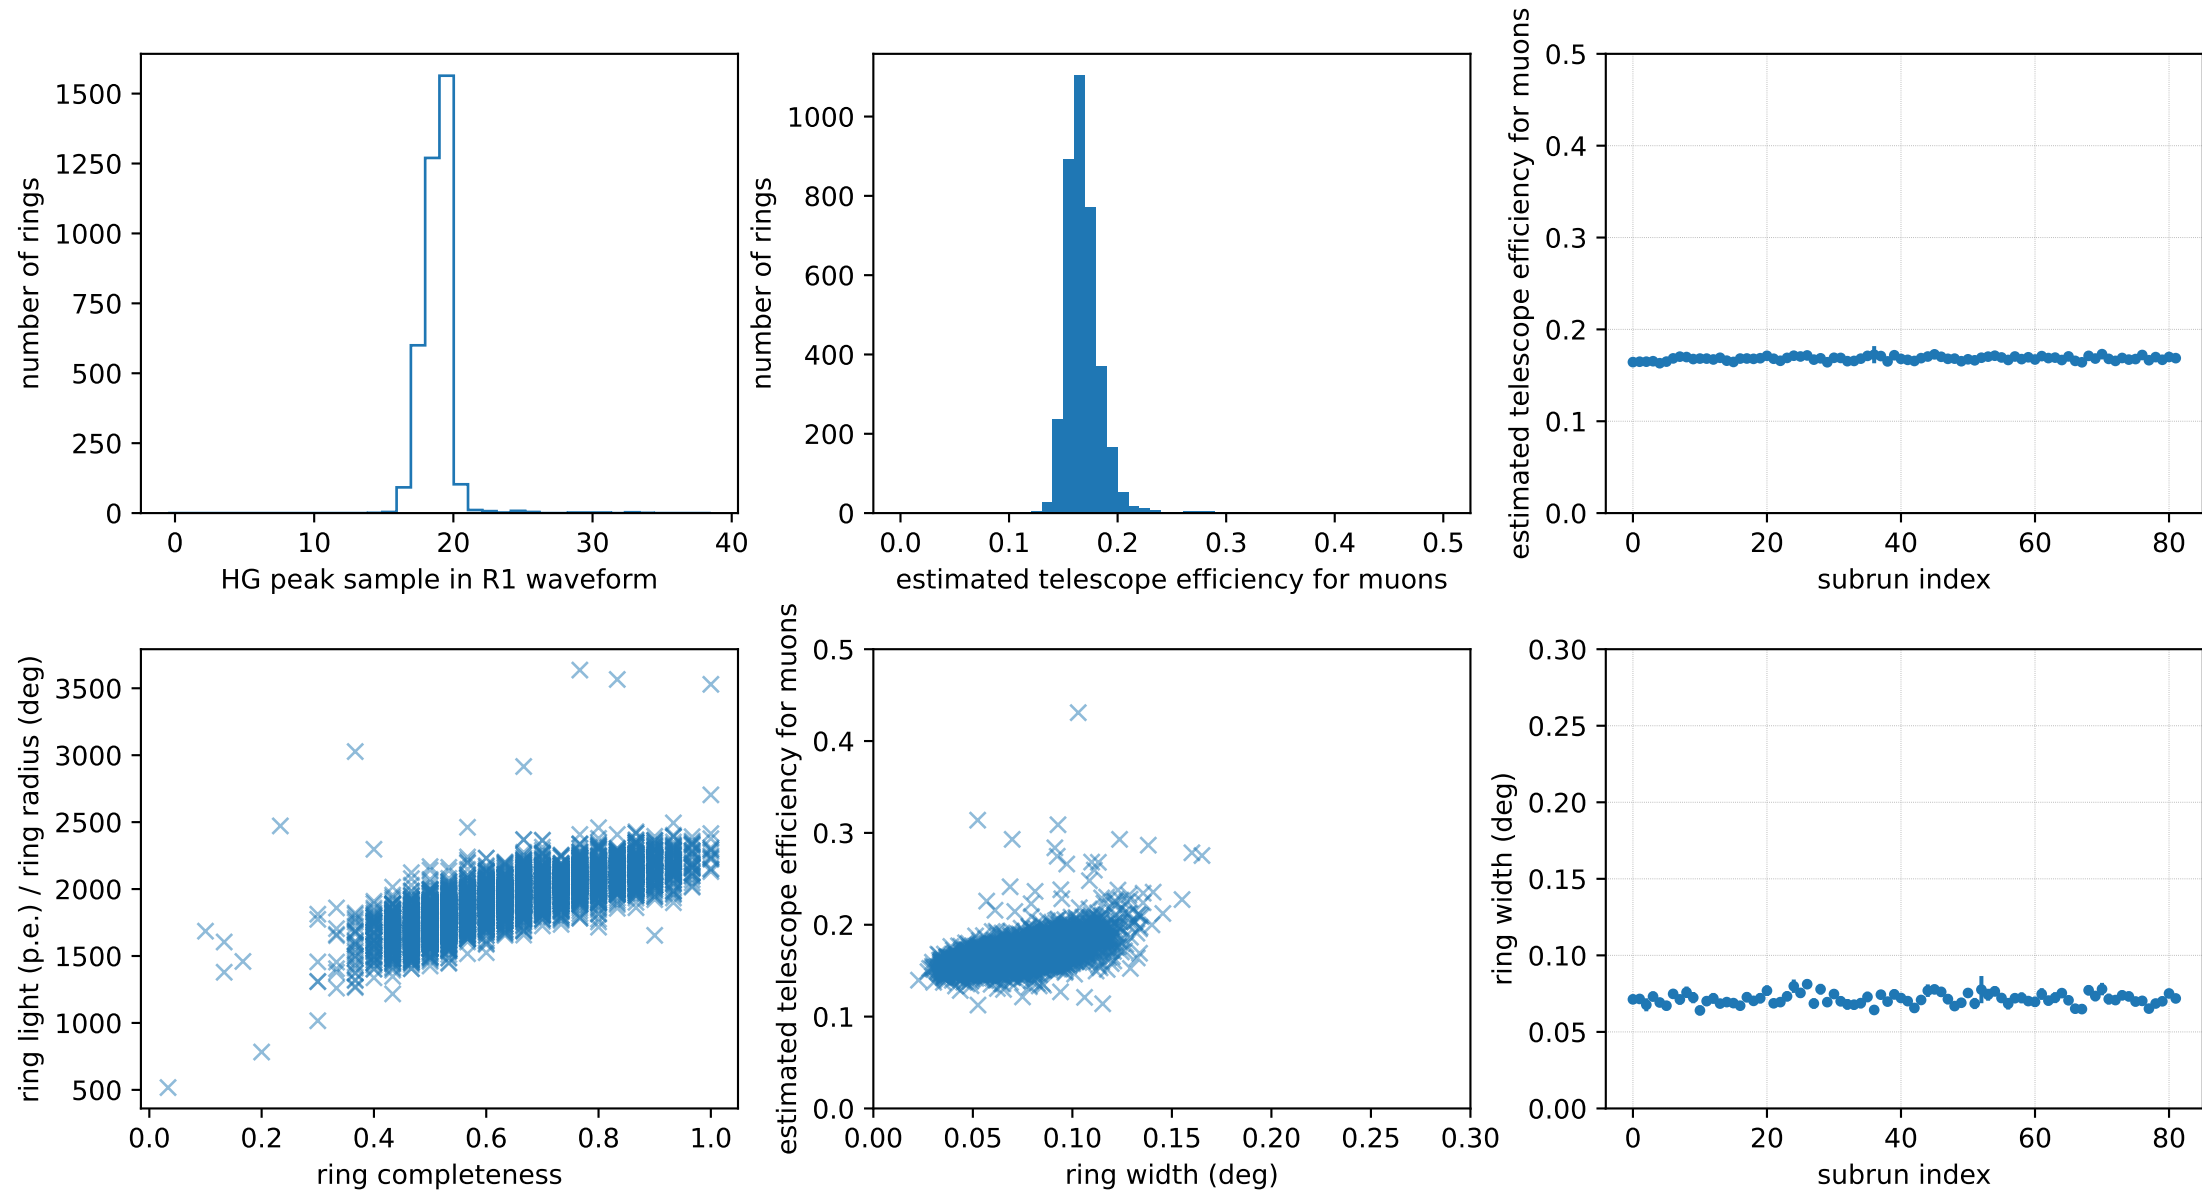 number of rings
1500
1250
1000
750
500
250
0
0 10 20 30 40
HG peak sample in R1 waveform
number of rings
1000
800
600
400
200
0
0.0 0.1 0.2 0.3 0.4 0.5
estimated telescope efficiency for muons
estimated telescope efficiency for muons
0.5
0.4
0.3
0.2
0.1
0.0
0 20 40 60 80
subrun index
ring light (p.e.) / ring radius (deg)
3500
3000
2500
2000
1500
1000
500
0.0 0.2 0.4 0.6 0.8 1.0
ring completeness
estimated telescope efficiency for muons
0.5
0.4
0.3
0.2
0.1
0.0
0.00 0.05 0.10 0.15 0.20 0.25 0.30
ring width (deg)
ring width (deg)
0.30
0.25
0.20
0.15
0.10
0.05
0.00
0 20 40 60 80
subrun index